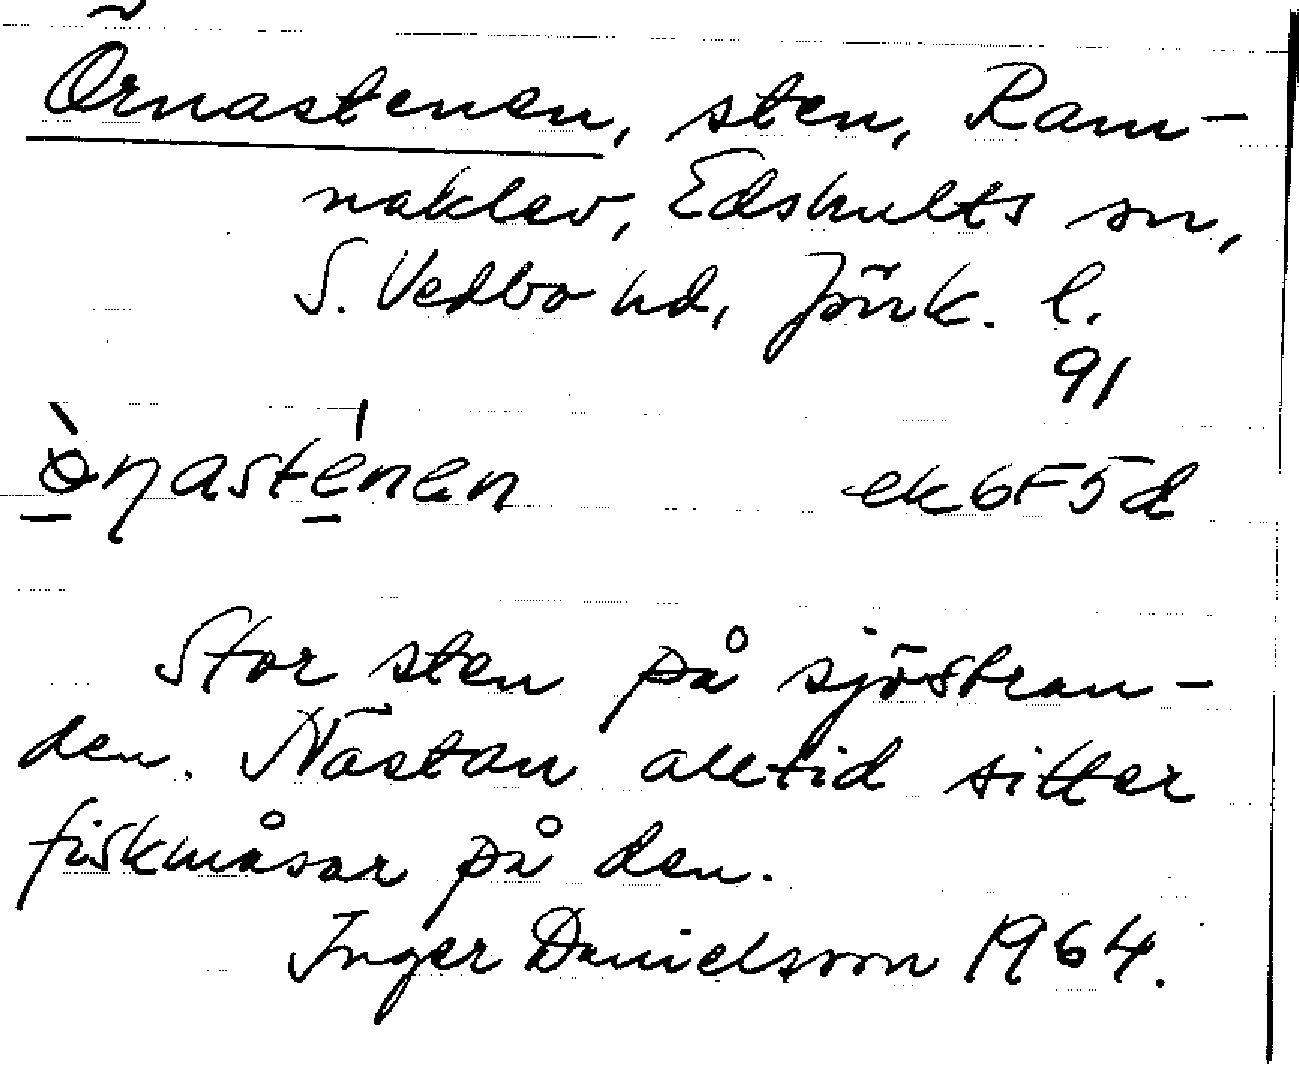 Örnastenen, sten, Ram-
naklev, Edshults sn,
S. Vedbo hd, Jönk. l.
91
ek6F5d
Stor sten på sjöstran-
den. Nästan alltid sitter
fiskmåsar på den.
Inger Danielsson 1964.